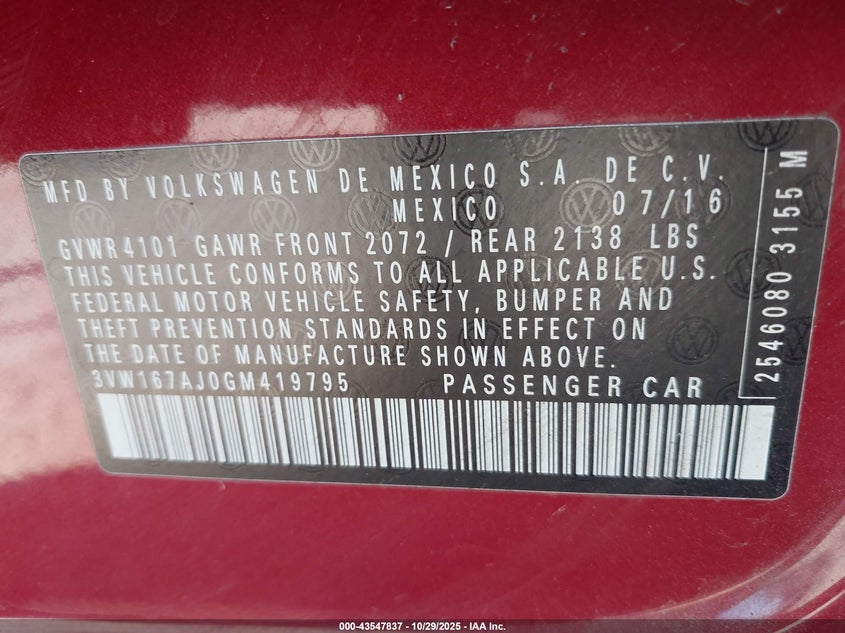 MFD BY VOLKSWAGEN DE MEXICO S.A. DE C.V.
MEXICO 07/16
GVWR 4101 GAWR FRONT 2072 / REAR 2138 LBS
THIS VEHICLE CONFORMS TO ALL APPLICABLE U.S.
FEDERAL MOTOR VEHICLE SAFETY, BUMPER AND
THEFT PREVENTION STANDARDS IN EFFECT ON
THE DATE OF MANUFACTURE SHOWN ABOVE.
3VW167AJ0GM419795 PASSENGER CAR
2546080 3155 M
000-43547837 - 10/29/2025 - IAA Inc.